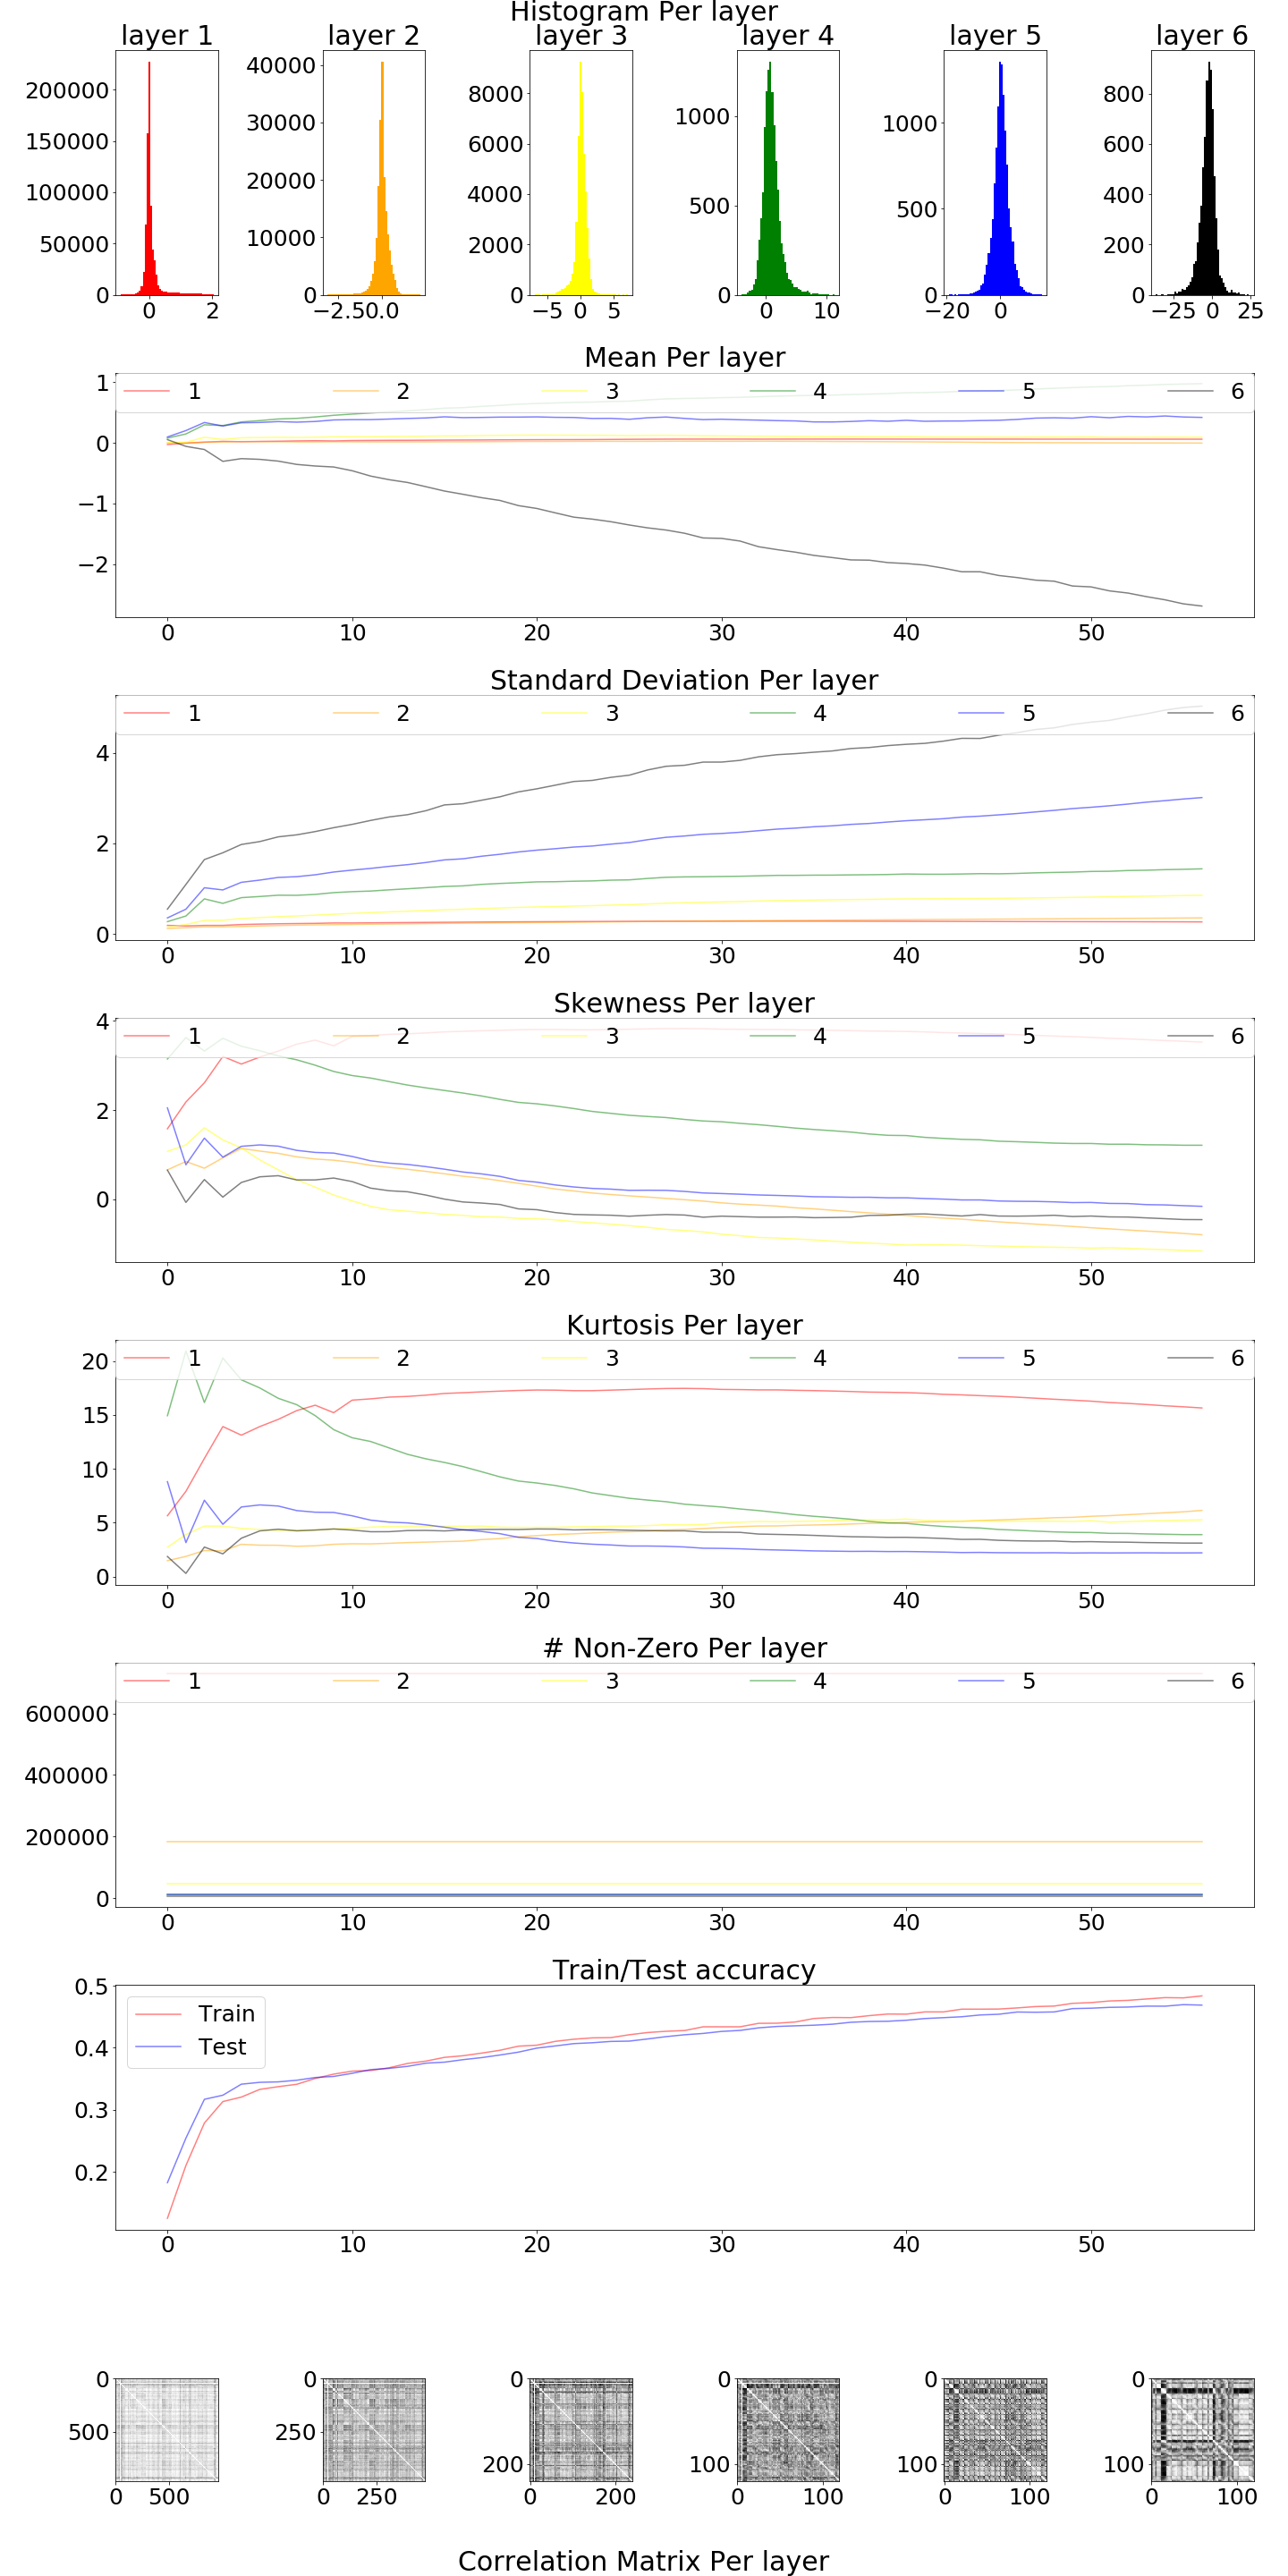 Histogram Per layer
layer 1 layer 2 layer 3 layer 4 layer 5 layer 6
200000 150000 100000 50000 0
0 2
40000 30000 20000 10000 0
−2.50.0
8000 6000 4000 2000 0
−5 0 5
1000 500 0
0 10
1000 500 0
−20 0
800 600 400 200 0
−25 0 25
Mean Per layer
1 2 3 4 5 6
1
0
−1
−2
0 10 20 30 40 50
Standard Deviation Per layer
1 2 3 4 5 6
4
2
0
0 10 20 30 40 50
Skewness Per layer
1 2 3 4 5 6
4
2
0
0 10 20 30 40 50
Kurtosis Per layer
1 2 3 4 5 6
20
15
10
5
0
0 10 20 30 40 50
# Non-Zero Per layer
1 2 3 4 5 6
600000
400000
200000
0
0 10 20 30 40 50
Train/Test accuracy
Train
Test
0.5
0.4
0.3
0.2
0 10 20 30 40 50
0 500
0 500
0 250
0 250
0 200
0 200
0 100
0 100
0 100
0 100
0 100
0 100
Correlation Matrix Per layer